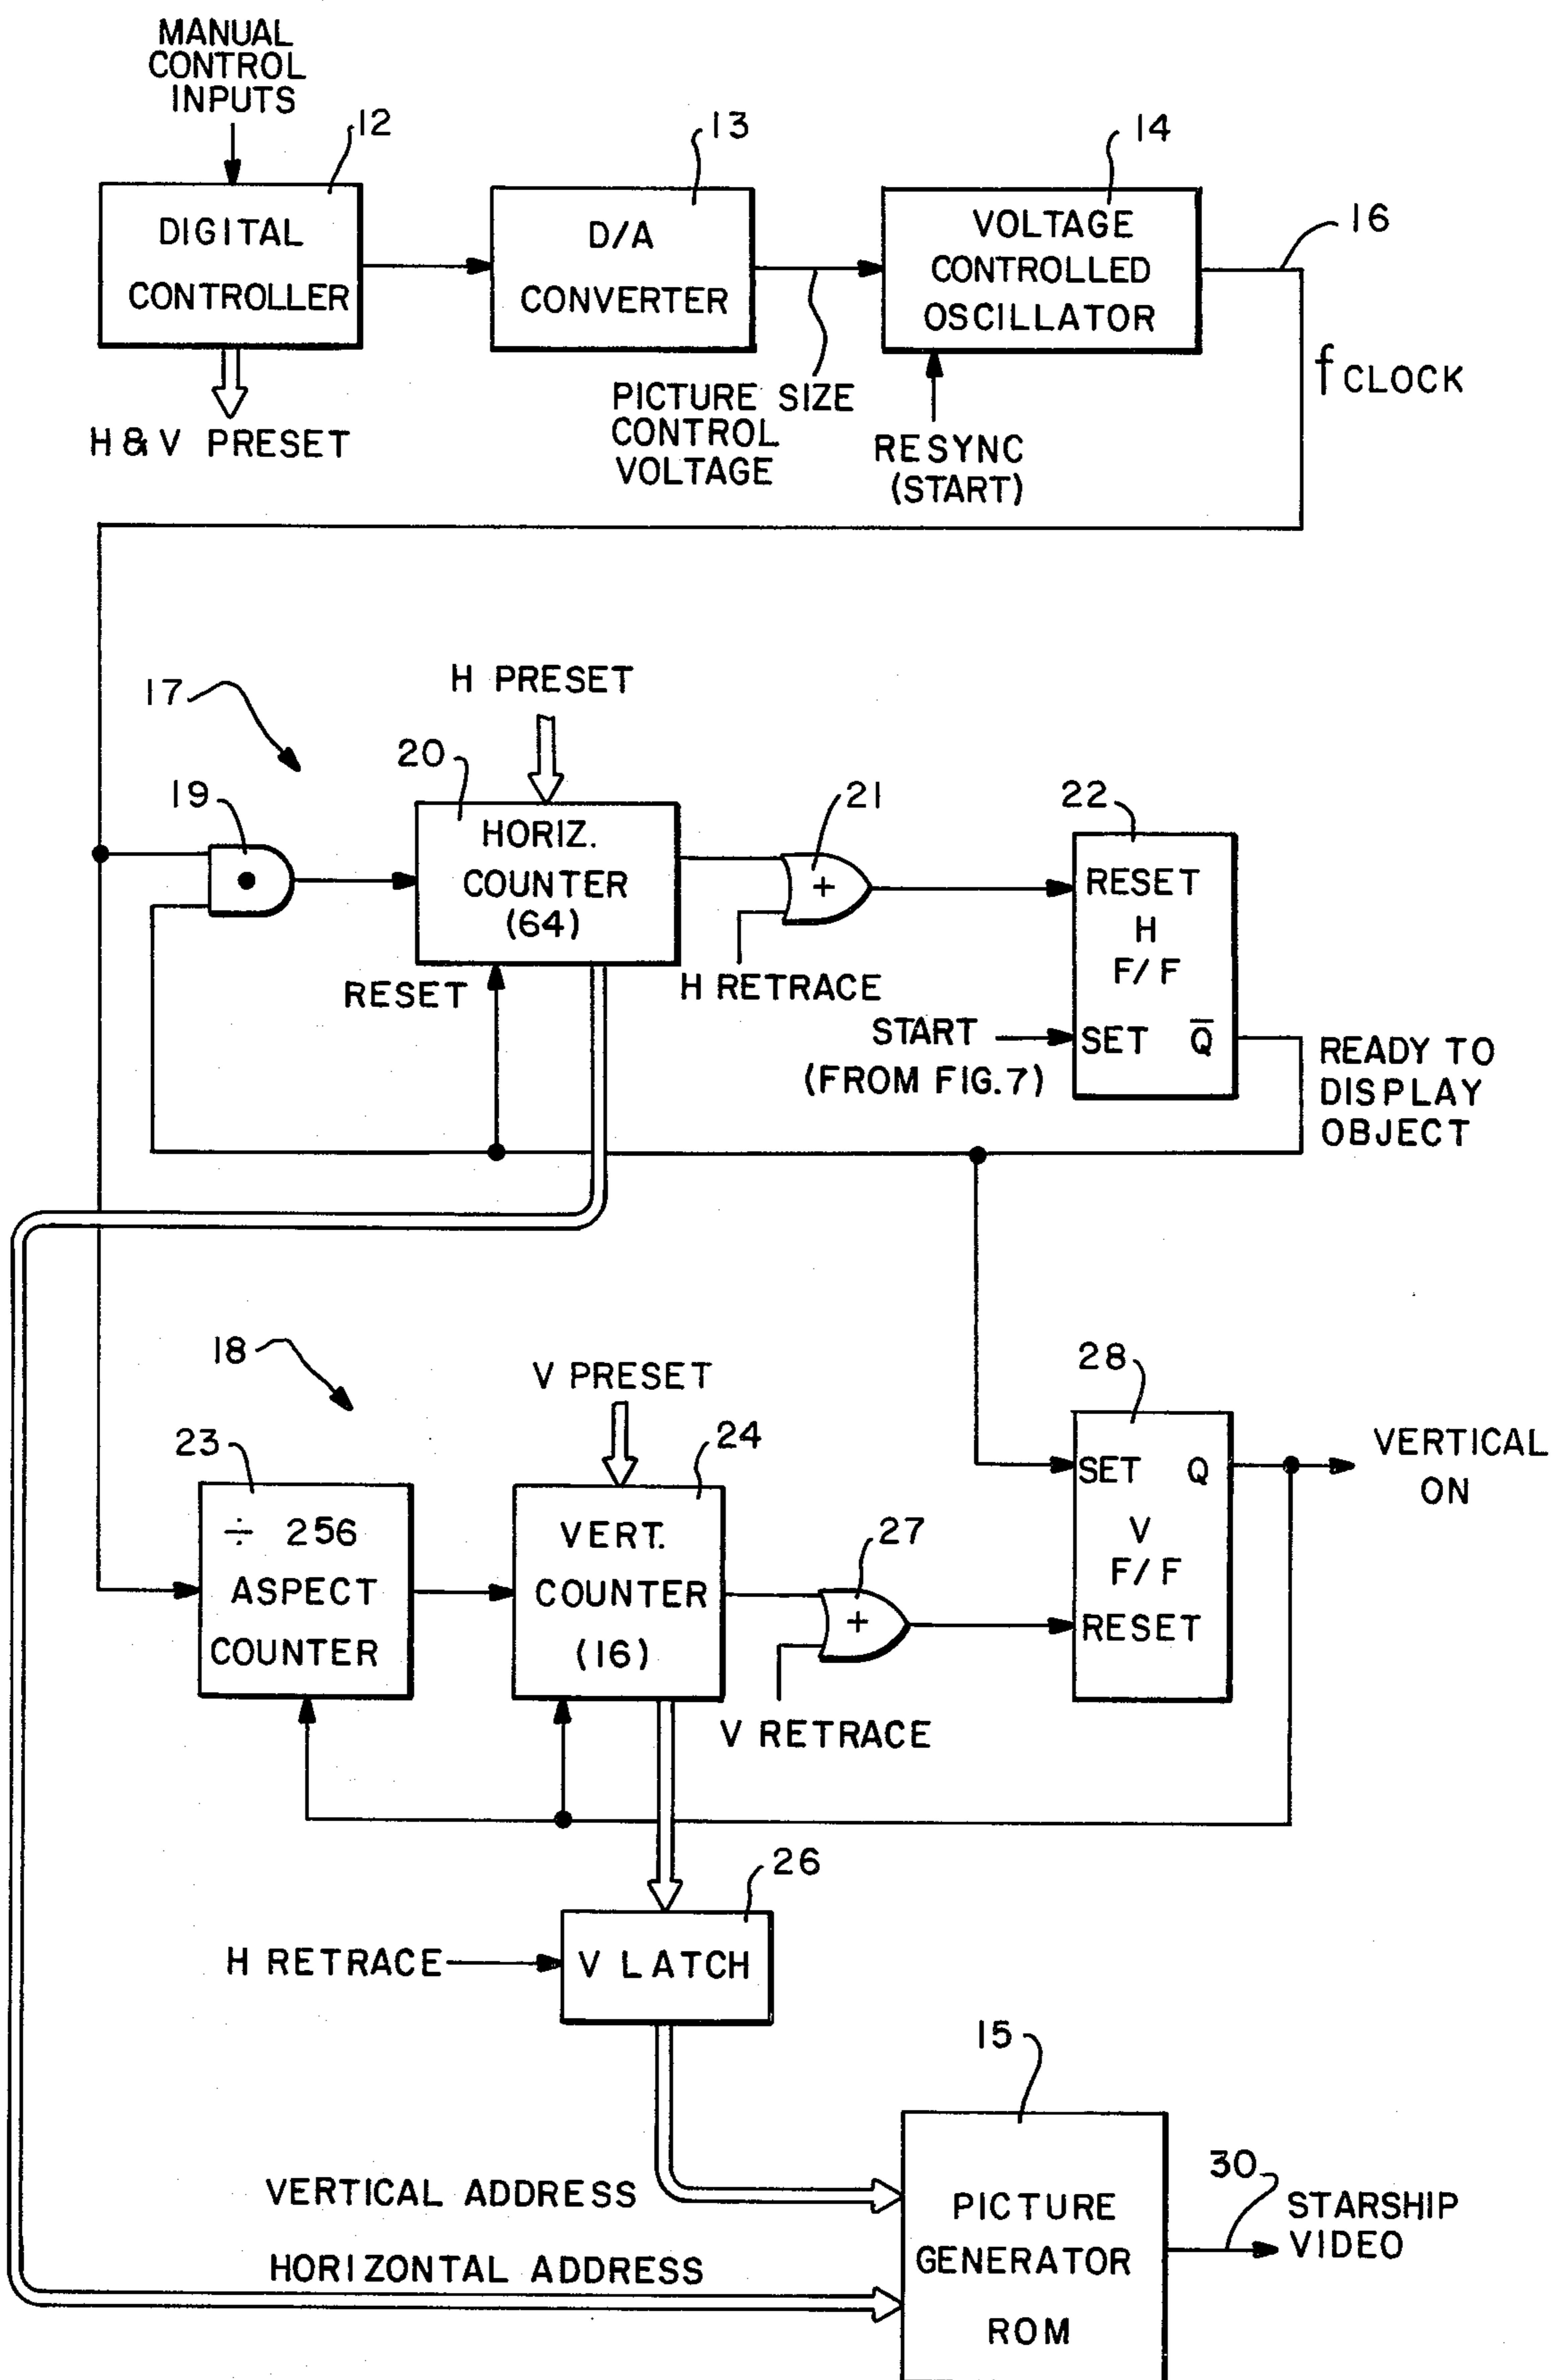 MANUAL
CONTROL
INPUTS
12
DIGITAL
CONTROLLER
H & V PRESET
13
D/A
CONVERTER
PICTURE SIZE
CONTROL
VOLTAGE
14
VOLTAGE
CONTROLLED
OSCILLATOR
RESYNC
(START)
16
f CLOCK
17
H PRESET
19
20
HORIZ.
COUNTER
(64)
RESET
21
+
H RETRACE
22
RESET
H
F/F
START
(FROM FIG.7)
SET Q̅
READY TO
DISPLAY
OBJECT
18
V PRESET
23
÷ 256
ASPECT
COUNTER
24
VERT.
COUNTER
(16)
27
+
V RETRACE
28
SET Q
V
F/F
RESET
VERTICAL
ON
26
H RETRACE
V LATCH
15
VERTICAL ADDRESS
HORIZONTAL ADDRESS
PICTURE
GENERATOR
ROM
30
STARSHIP
VIDEO